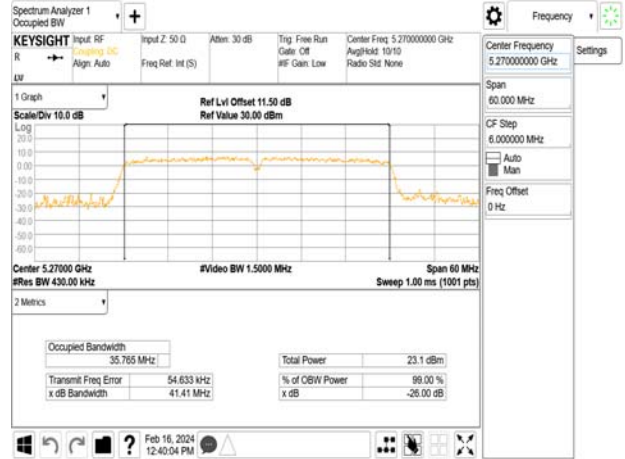 Spectrum Analyzer 1
Occupied BW
Frequency
KEYSIGHT
R
Input: RF
Coupling: DC
Align: Auto
Input Z: 50 Ω
Freq Ref: Int (S)
Atten: 30 dB
Trig: Free Run
Gate: Off
#IF Gain: Low
Center Freq: 5.270000000 GHz
Avg|Hold: 10/10
Radio Std: None
1 Graph
Scale/Div 10.0 dB
Ref Lvl Offset 11.50 dB
Ref Value 30.00 dBm
Log
20.0
10.0
0.00
-10.0
-20.0
-30.0
-40.0
-50.0
-60.0
Center 5.27000 GHz
#Res BW 430.00 kHz
#Video BW 1.5000 MHz
Span 60 MHz
Sweep 1.00 ms (1001 pts)
2 Metrics
Occupied Bandwidth
35.765 MHz
Transmit Freq Error 54.633 kHz
x dB Bandwidth 41.41 MHz
Total Power 23.1 dBm
% of OBW Power 99.00 %
x dB -26.00 dB
Center Frequency
5.270000000 GHz
Settings
Span
60.000 MHz
CF Step
6.000000 MHz
Auto
Man
Freq Offset
0 Hz
?
Feb 16, 2024
12:40:04 PM